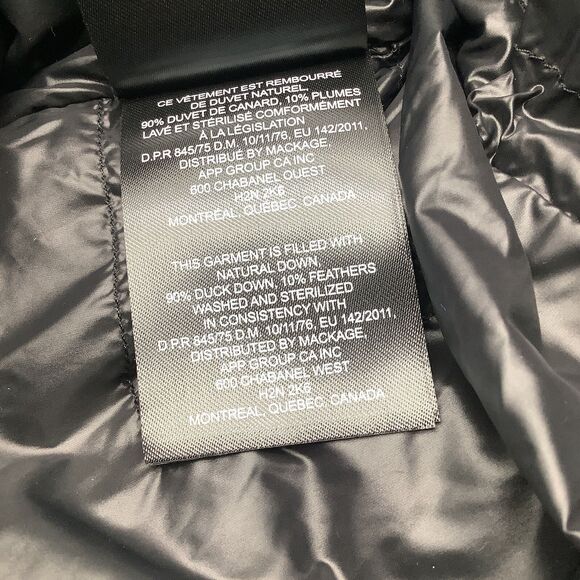 CE VÊTEMENT EST REMBOURRÉ
DE DUVET NATUREL,
90% DUVET DE CANARD, 10% PLUMES
LAVÉ ET STÉRILISÉ CONFORMÉMENT
À LA LÉGISLATION
D.P.R 845/75 D.M. 10/11/76, EU 142/2011,
DISTRIBUÉ BY MACKAGE,
APP GROUP CA INC
600 CHABANEL OUEST
H2N 2K6
MONTRÉAL, QUÉBEC, CANADA
THIS GARMENT IS FILLED WITH
NATURAL DOWN
90% DUCK DOWN, 10% FEATHERS
WASHED AND STERILIZED
IN CONSISTENCY WITH
D.P.R 845/75 D.M. 10/11/76, EU 142/2011,
DISTRIBUTED BY MACKAGE,
APP GROUP CA INC
600 CHABANEL WEST
H2N 2K6
MONTREAL, QUÉBEC, CANADA